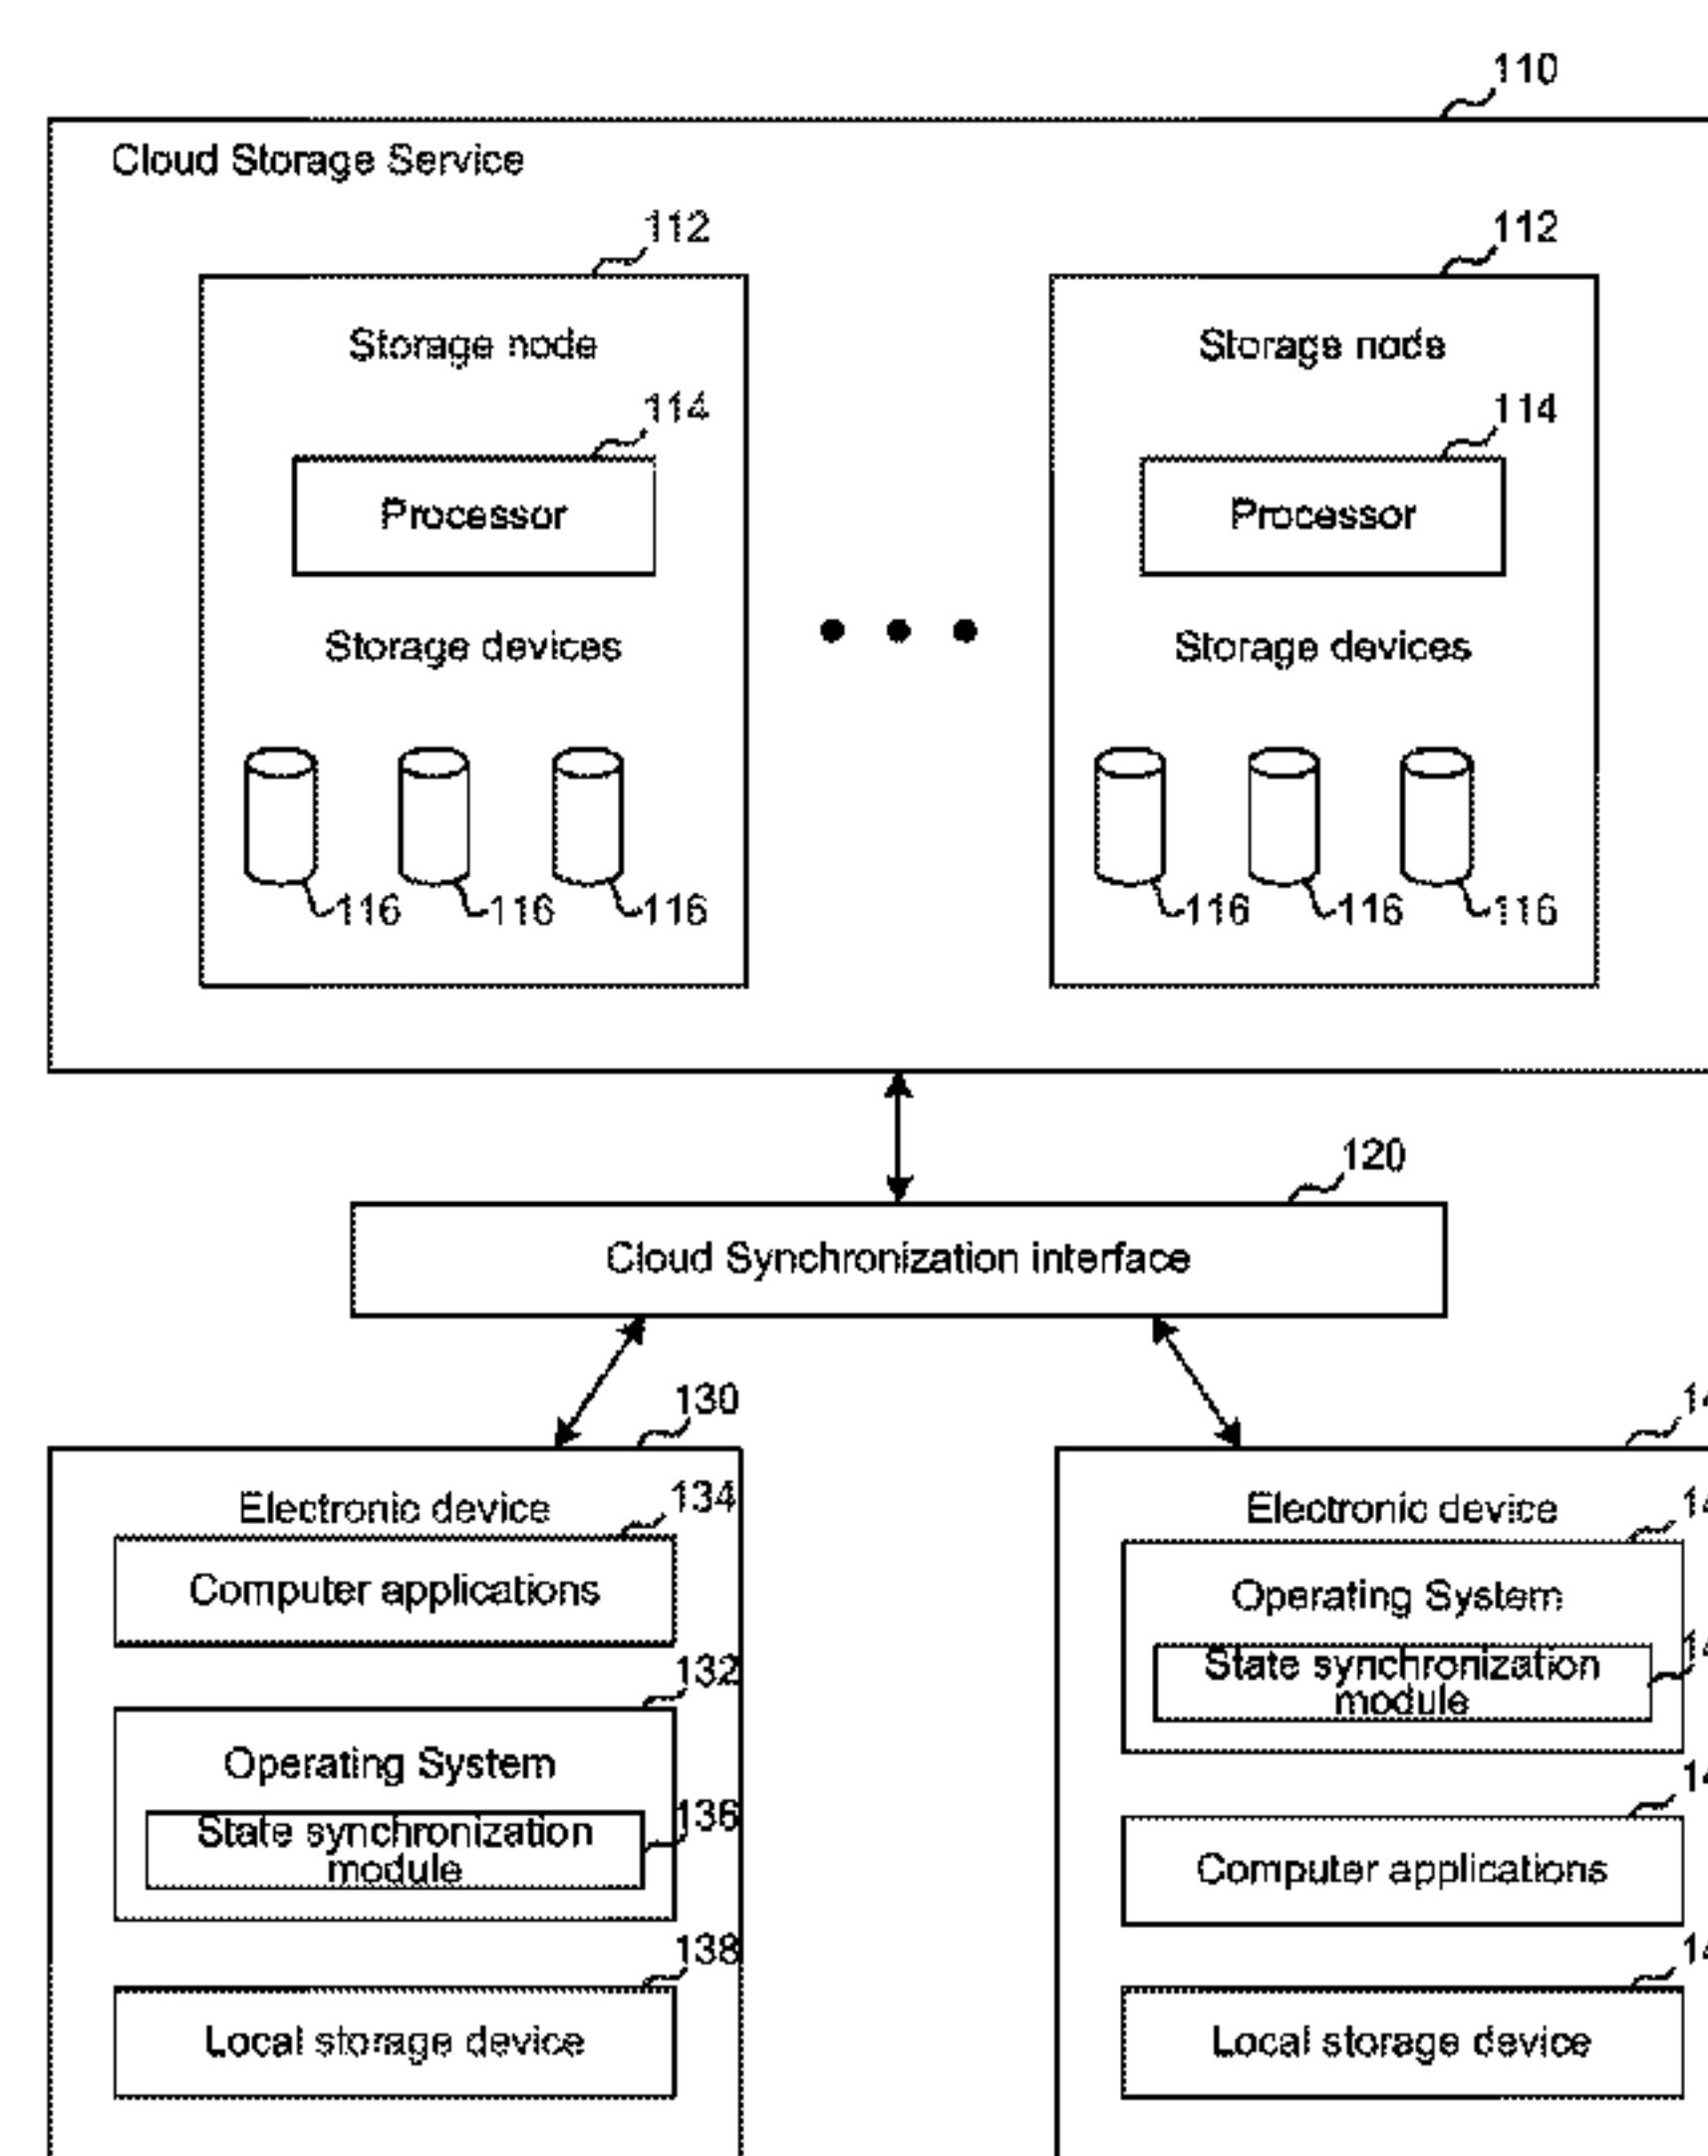 110
Cloud Storage Service
112
112
Storage node
Storage node
114
114
Processor
Processor
Storage devices
Storage devices
116
116
116
116
116
116
120
Cloud Synchronization interface
130
Electronic device
134
Computer applications
132
Operating System
136
State synchronization
module
138
Local storage device
Electronic device
Operating System
State synchronization
module
Computer applications
Local storage device